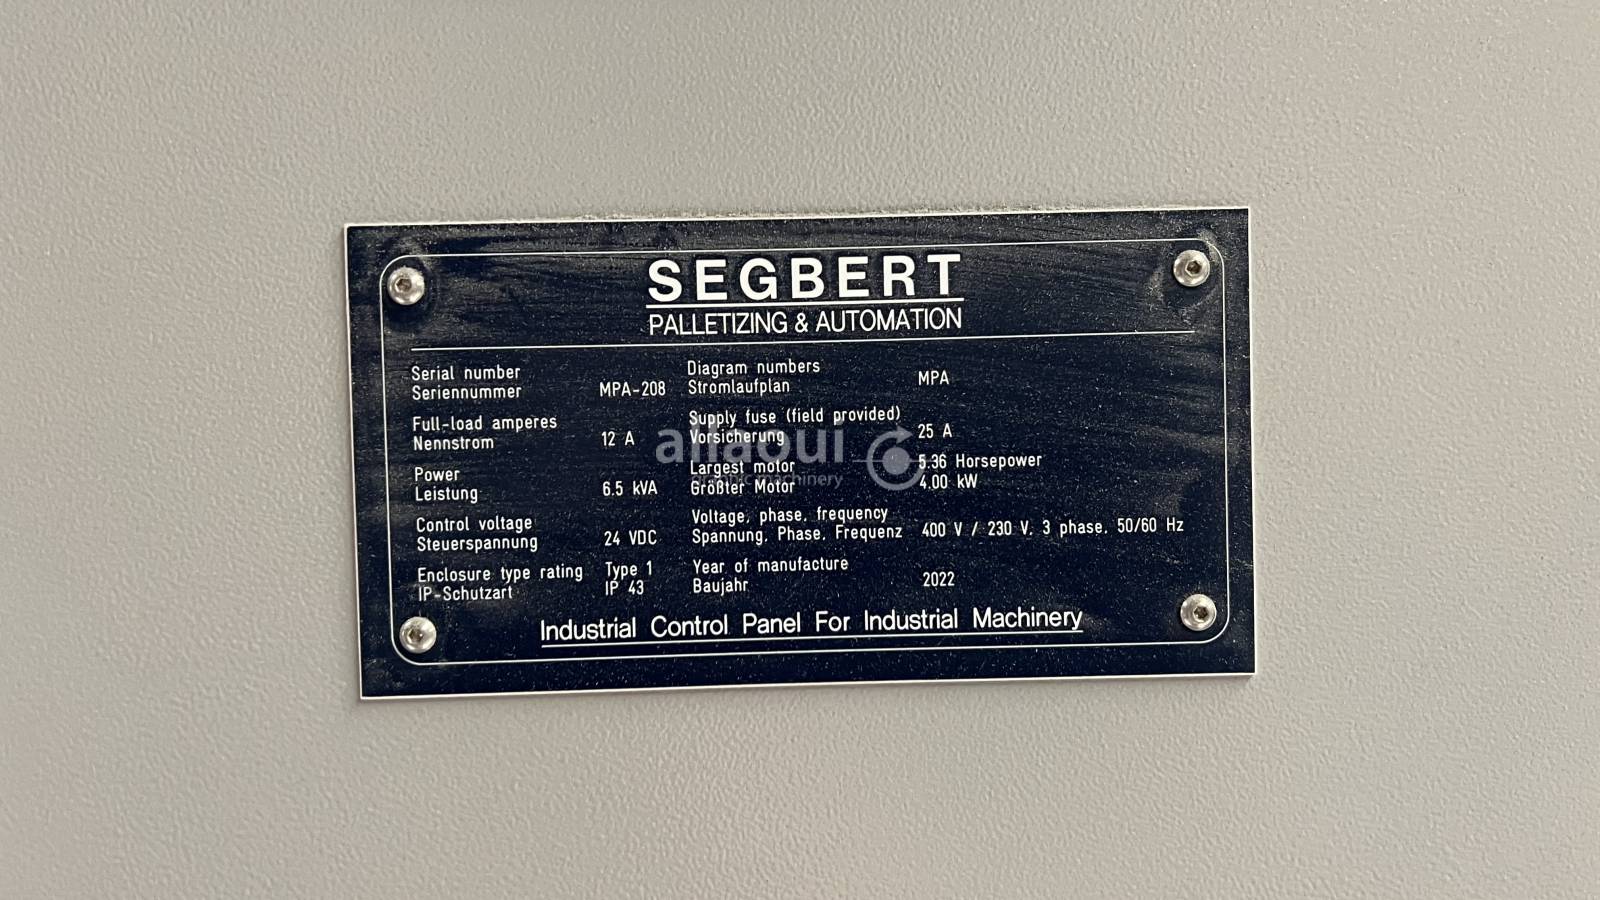 SEGBERT
PALLETIZING & AUTOMATION
Serial number
Seriennummer MPA-208
Diagram numbers
Stromlaufplan MPA
Full-load amperes
Nennstrom 12 A
Supply fuse (field provided)
Vorsicherung 25 A
Power
Leistung 6.5 kVA
Largest motor 5.36 Horsepower
Größter Motor 4.00 kW
Control voltage
Steuerspannung 24 VDC
Voltage, phase, frequency
Spannung, Phase, Frequenz 400 V / 230 V, 3 phase, 50/60 Hz
Enclosure type rating Type 1
IP-Schutzart IP 43
Year of manufacture
Baujahr 2022
Industrial Control Panel For Industrial Machinery
allaoui
graphic machinery